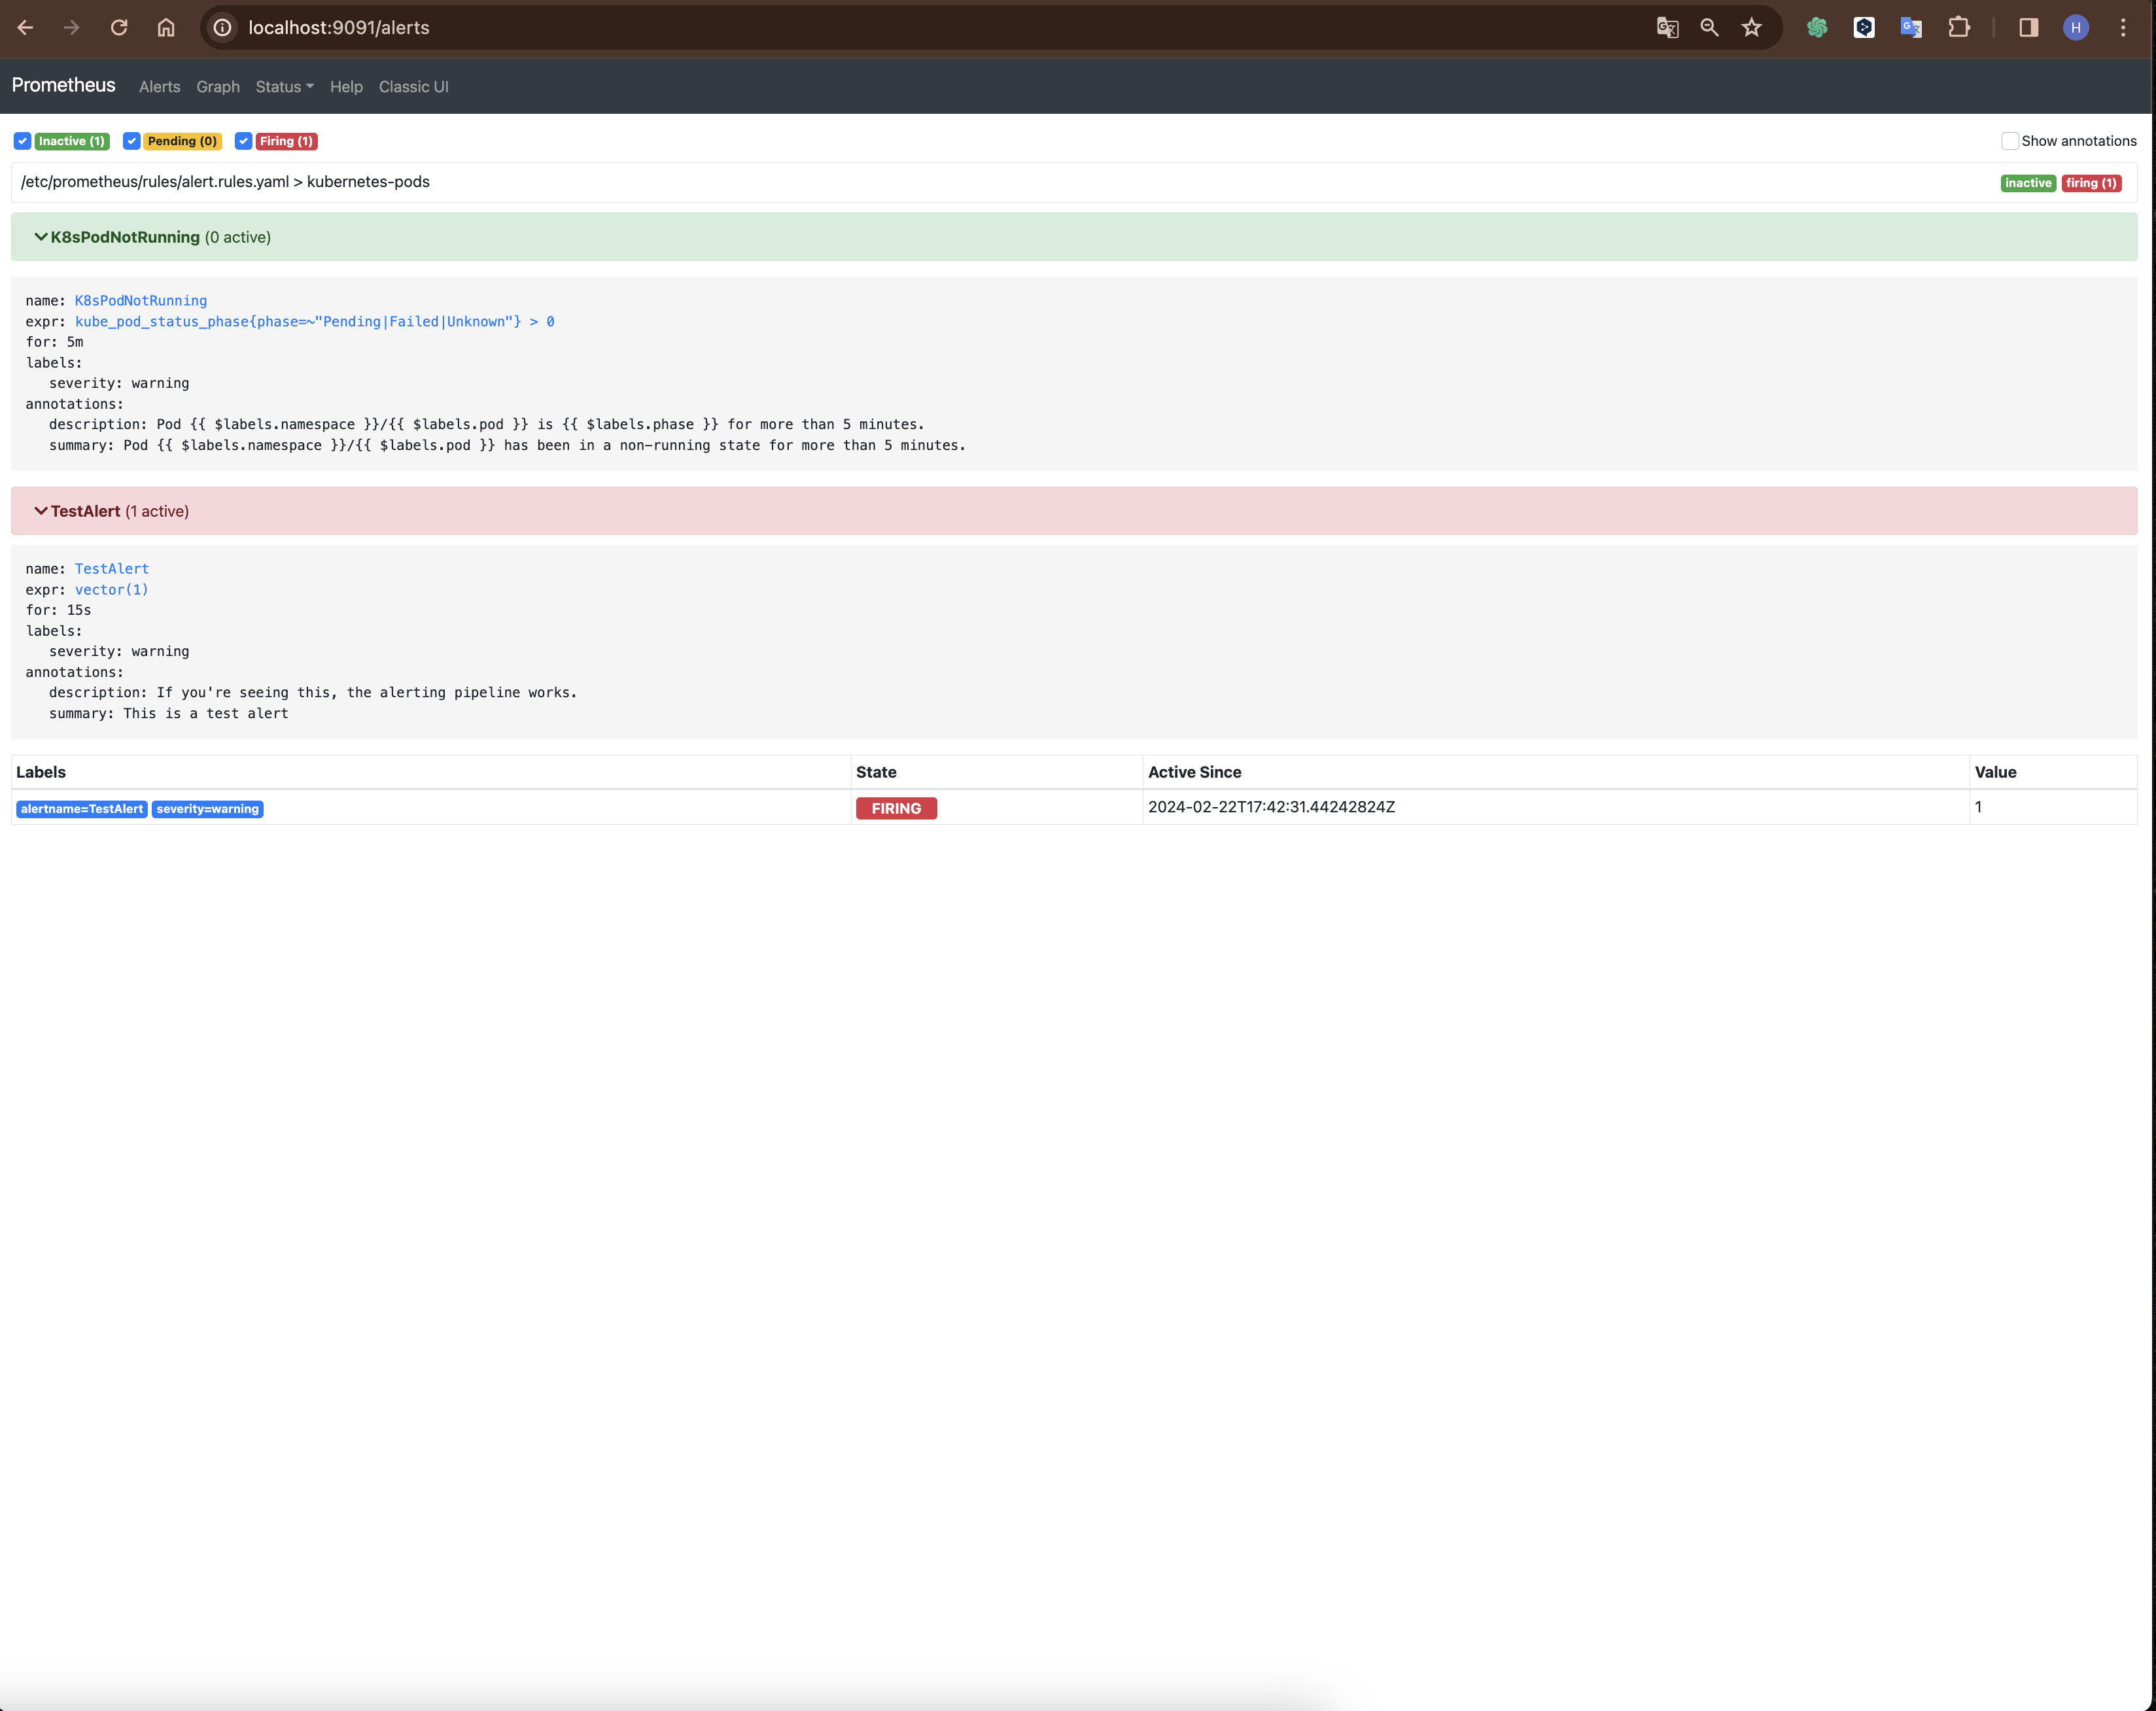 localhost:9091/alerts
H
Prometheus Alerts Graph Status Help Classic UI
Inactive (1) Pending (0) Firing (1) Show annotations
/etc/prometheus/rules/alert.rules.yaml > kubernetes-pods inactive firing (1)
K8sPodNotRunning (0 active)
name: K8sPodNotRunning
expr: kube_pod_status_phase{phase=~"Pending|Failed|Unknown"} > 0
for: 5m
labels:
severity: warning
annotations:
description: Pod {{ $labels.namespace }}/{{ $labels.pod }} is {{ $labels.phase }} for more than 5 minutes.
summary: Pod {{ $labels.namespace }}/{{ $labels.pod }} has been in a non-running state for more than 5 minutes.
TestAlert (1 active)
name: TestAlert
expr: vector(1)
for: 15s
labels:
severity: warning
annotations:
description: If you're seeing this, the alerting pipeline works.
summary: This is a test alert
Labels State Active Since Value
alertname=TestAlert severity=warning FIRING 2024-02-22T17:42:31.44242824Z 1